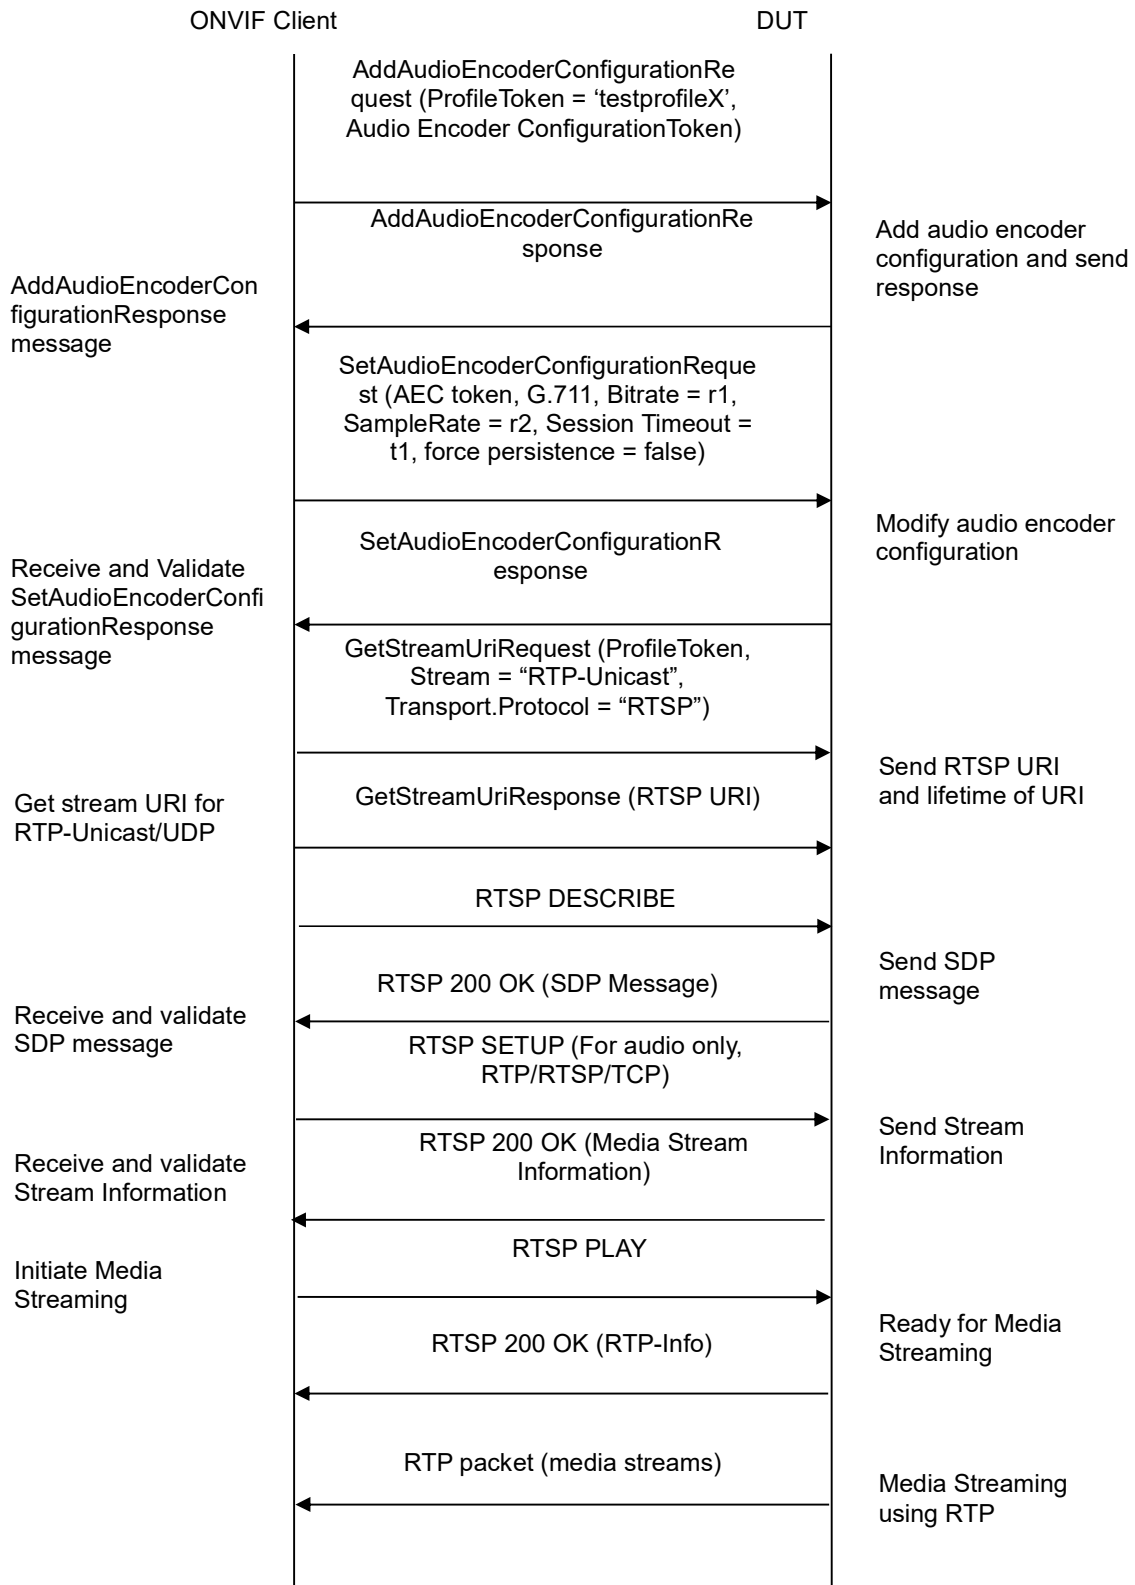 ONVIF Client
DUT
AddAudioEncoderConfigurationRe
quest (ProfileToken = ‘testprofileX’,
Audio Encoder ConfigurationToken)
AddAudioEncoderConfigurationRe
sponse
Add audio encoder
configuration and send
response
AddAudioEncoderCon
figurationResponse
message
SetAudioEncoderConfigurationReque
st (AEC token, G.711, Bitrate = r1,
SampleRate = r2, Session Timeout =
t1, force persistence = false)
Modify audio encoder
configuration
SetAudioEncoderConfigurationR
esponse
Receive and Validate
SetAudioEncoderConfi
gurationResponse
message
GetStreamUriRequest (ProfileToken,
Stream = “RTP-Unicast”,
Transport.Protocol = “RTSP”)
Send RTSP URI
and lifetime of URI
GetStreamUriResponse (RTSP URI)
Get stream URI for
RTP-Unicast/UDP
RTSP DESCRIBE
Send SDP
message
RTSP 200 OK (SDP Message)
Receive and validate
SDP message
RTSP SETUP (For audio only,
RTP/RTSP/TCP)
Send Stream
Information
RTSP 200 OK (Media Stream
Information)
Receive and validate
Stream Information
RTSP PLAY
Initiate Media
Streaming
Ready for Media
Streaming
RTSP 200 OK (RTP-Info)
RTP packet (media streams)
Media Streaming
using RTP